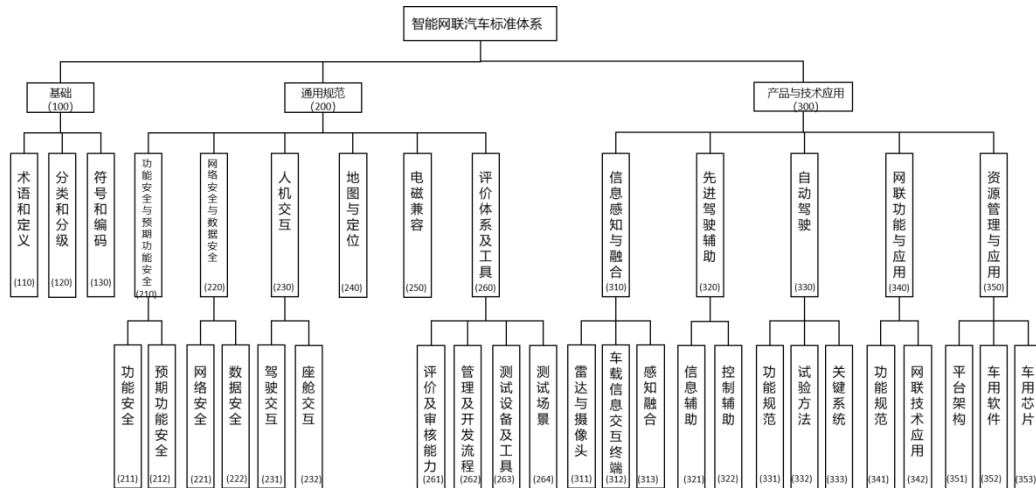 智能网联汽车标准体系
基础
(100)
通用规范
(200)
产品与技术应用
(300)
术语和定义
(110)
分类和分级
(120)
符号和编码
(130)
功能安全与预期功能安全
(210)
网络安全与数据安全
(220)
人机交互
(230)
地图与定位
(240)
电磁兼容
(250)
评价体系及工具
(260)
信息感知与融合
(310)
先进驾驶辅助
(320)
自动驾驶
(330)
网联功能与应用
(340)
资源管理与应用
(350)
功能安全
(211)
预期功能安全
(212)
网络安全
(221)
数据安全
(222)
驾驶交互
(231)
座舱交互
(232)
评价及审核能力
(261)
管理及开发流程
(262)
测试设备及工具
(263)
测试场景
(264)
雷达与摄像头
(311)
车载信息交互终端
(312)
感知融合
(313)
信息辅助
(321)
控制辅助
(322)
功能规范
(331)
试验方法
(332)
关键系统
(333)
功能规范
(341)
网联技术应用
(342)
平台架构
(351)
车用软件
(352)
车用芯片
(353)